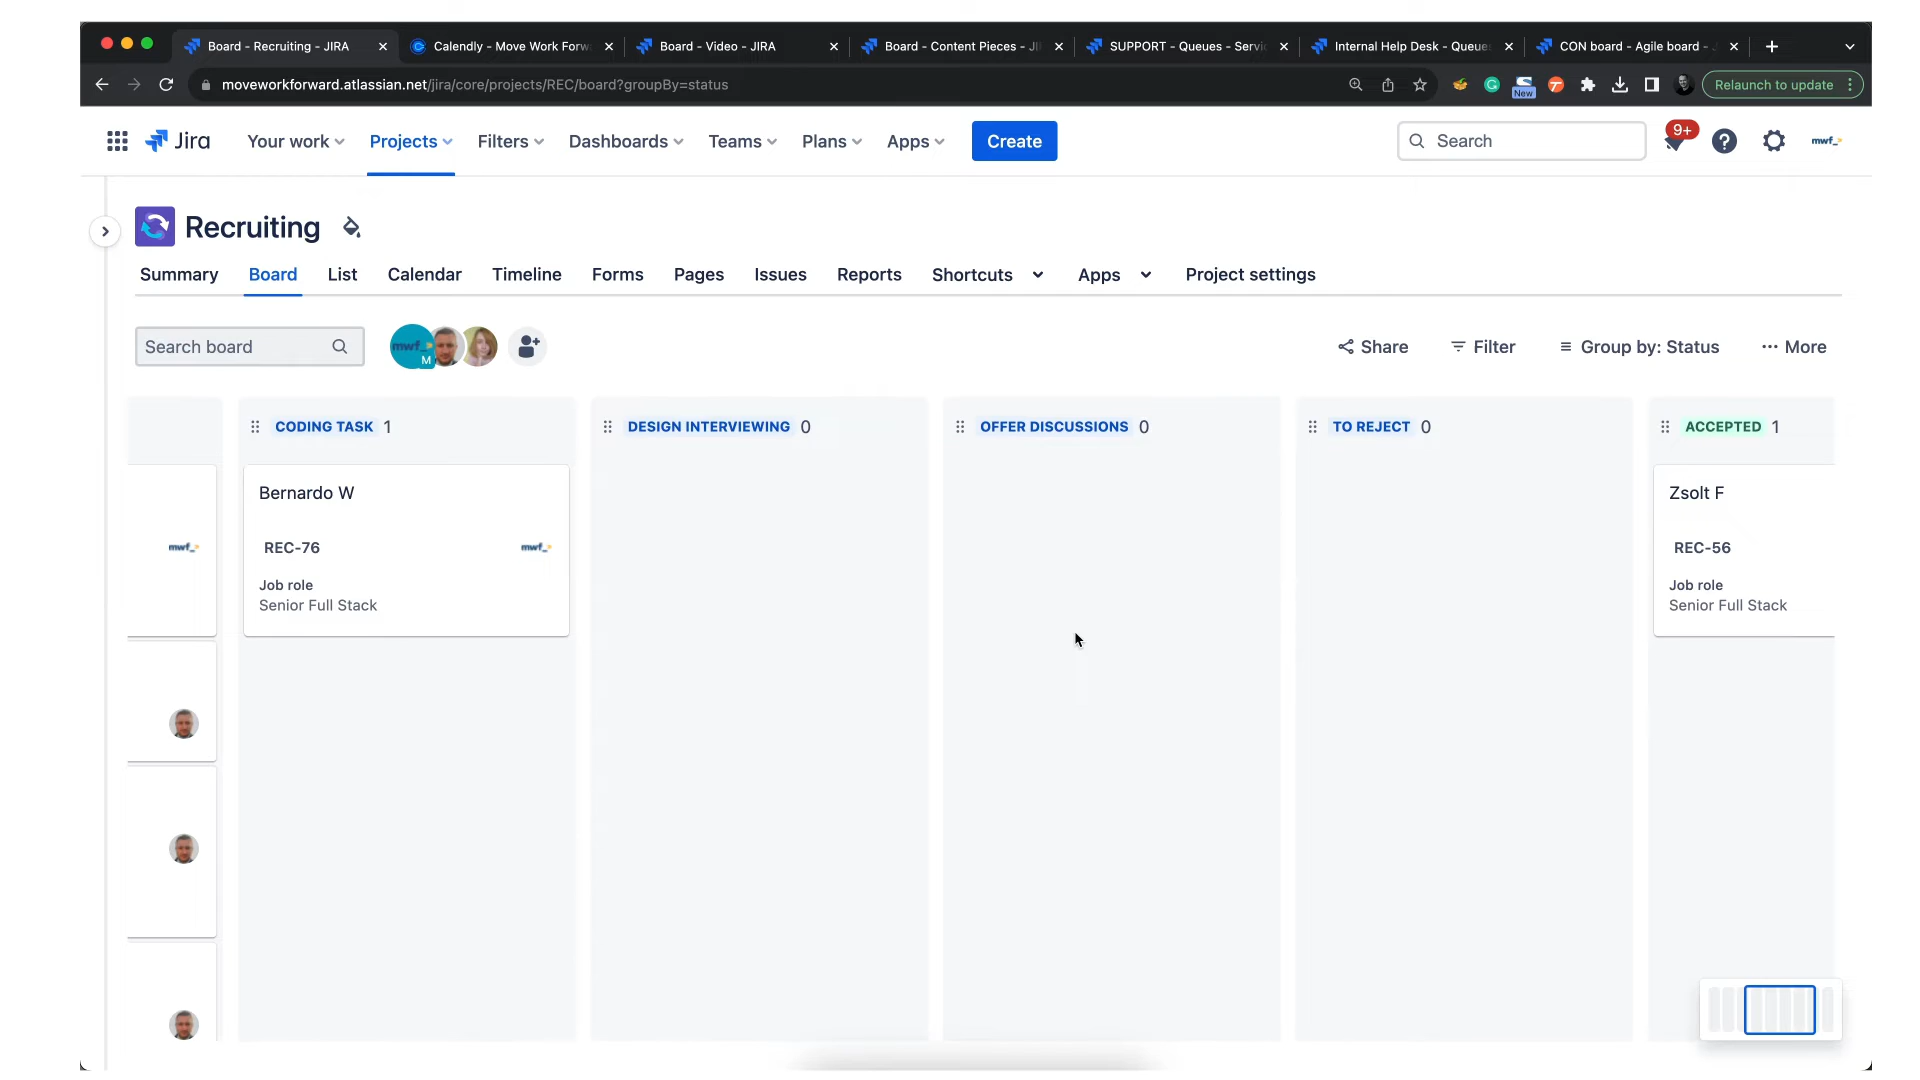 Board - Recruiting - JIRA
Calendly - Move Work Forw
Board - Video - JIRA
Board - Content Pieces - JI
SUPPORT - Queues - Servi
Internal Help Desk - Queue
CON board - Agile board - J
moveworkforward.atlassian.net/jira/core/projects/REC/board?groupBy=status
New
Relaunch to update
Jira
Your work
Projects
Filters
Dashboards
Teams
Plans
Apps
Create
Search
9+
mwf_
Recruiting
Summary
Board
List
Calendar
Timeline
Forms
Pages
Issues
Reports
Shortcuts
Apps
Project settings
Search board
mwf_
M
Share
Filter
Group by: Status
More
CODING TASK 1
DESIGN INTERVIEWING 0
OFFER DISCUSSIONS 0
TO REJECT 0
ACCEPTED 1
mwf_
Bernardo W
REC-76
mwf_
Job role
Senior Full Stack
Zsolt F
REC-56
Job role
Senior Full Stack